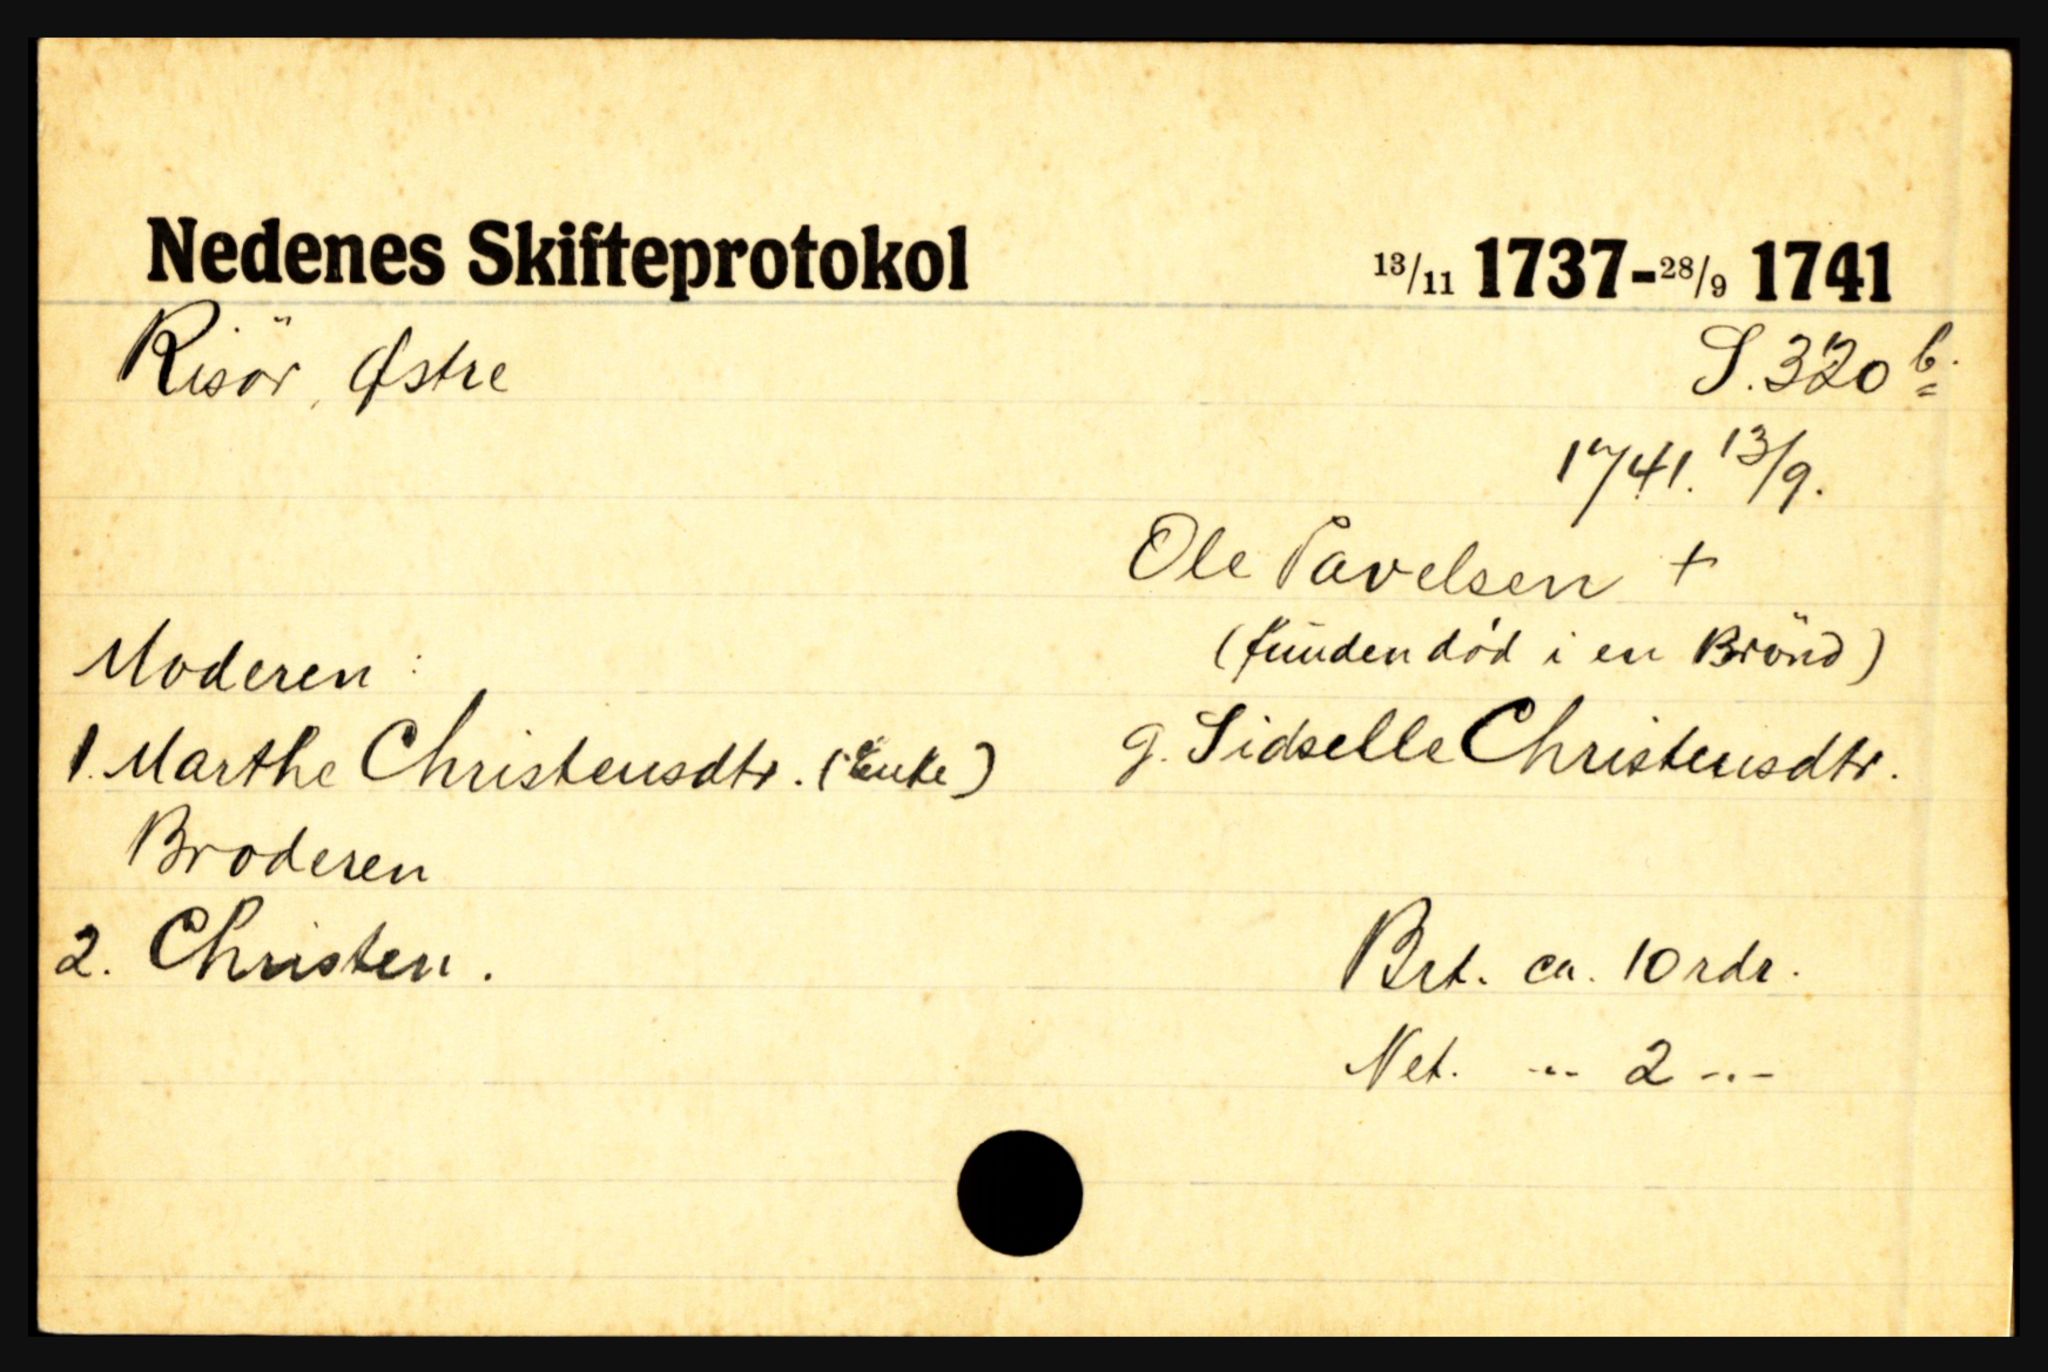 Nedenes Skifteprotokol 13/11 1737-28/9 1741
Risör, Østre S. 320 b.
1741. 13/9.
Ole Pavelsen +
(funden död i en Brönd)
Moderen:
1. Marthe Christensdtr. (Enke) g. Sidselle Christensdtr.
Broderen
2. Christen.
Brt. ca. 10 rdr.
Net. -"- 2 -"-